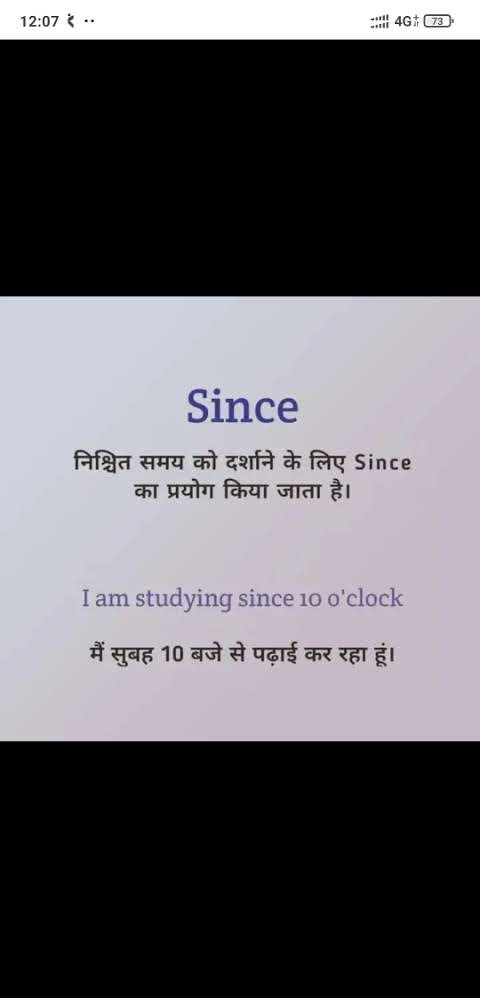 12:07
4G+
73
Since
निश्चित समय को दर्शाने के लिए Since
का प्रयोग किया जाता है।
I am studying since 10 o'clock
मैं सुबह 10 बजे से पढ़ाई कर रहा हूं।